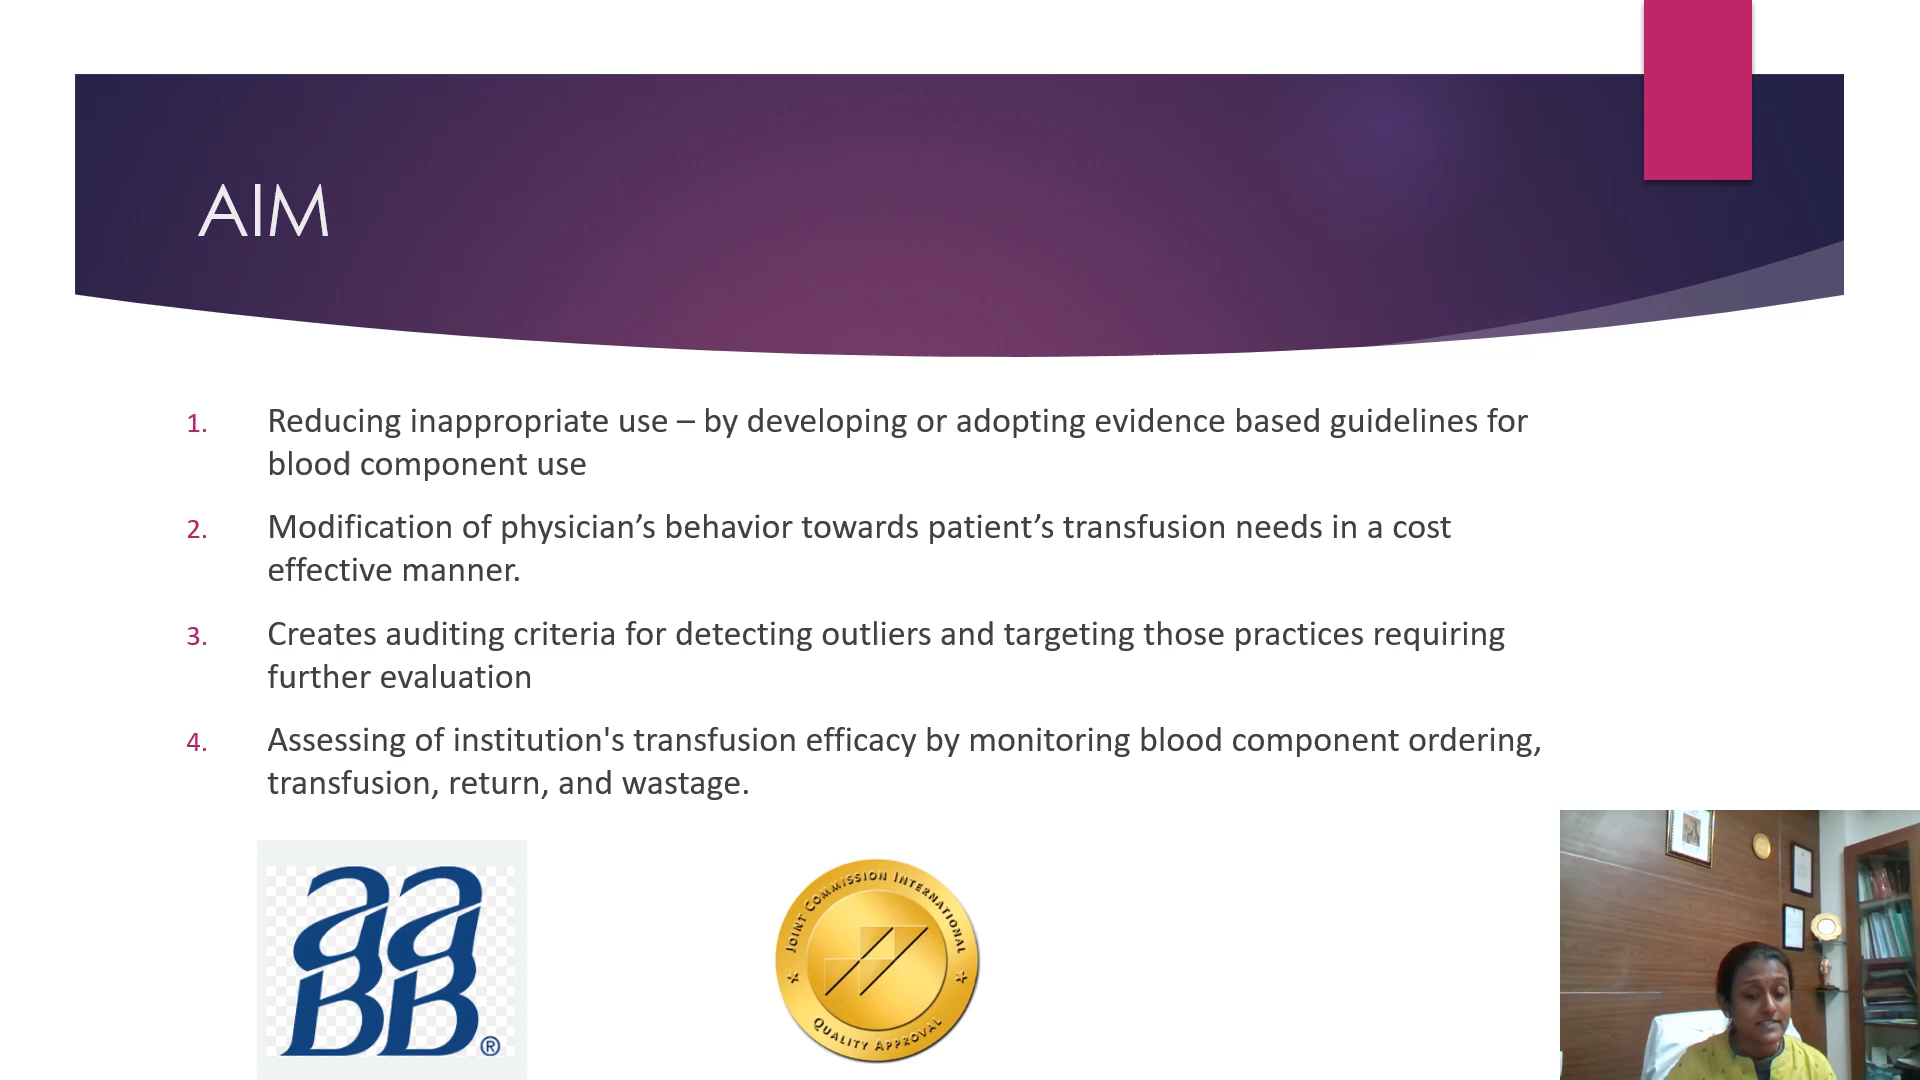 AIM
1. Reducing inappropriate use – by developing or adopting evidence based guidelines for
blood component use
2. Modification of physician’s behavior towards patient’s transfusion needs in a cost
effective manner.
3. Creates auditing criteria for detecting outliers and targeting those practices requiring
further evaluation
4. Assessing of institution's transfusion efficacy by monitoring blood component ordering,
transfusion, return, and wastage.
aa
BB®
JOINT COMMISSION INTERNATIONAL
QUALITY APPROVAL